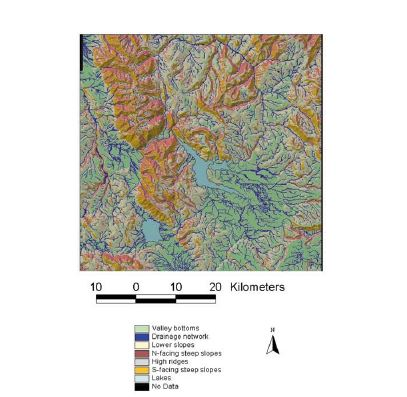 10 0 10 20 Kilometers
Valley bottoms
Drainage network
Lower slopes
N
N-facing steep slopes
High ridges
S-facing steep slopes
Lakes
No Data